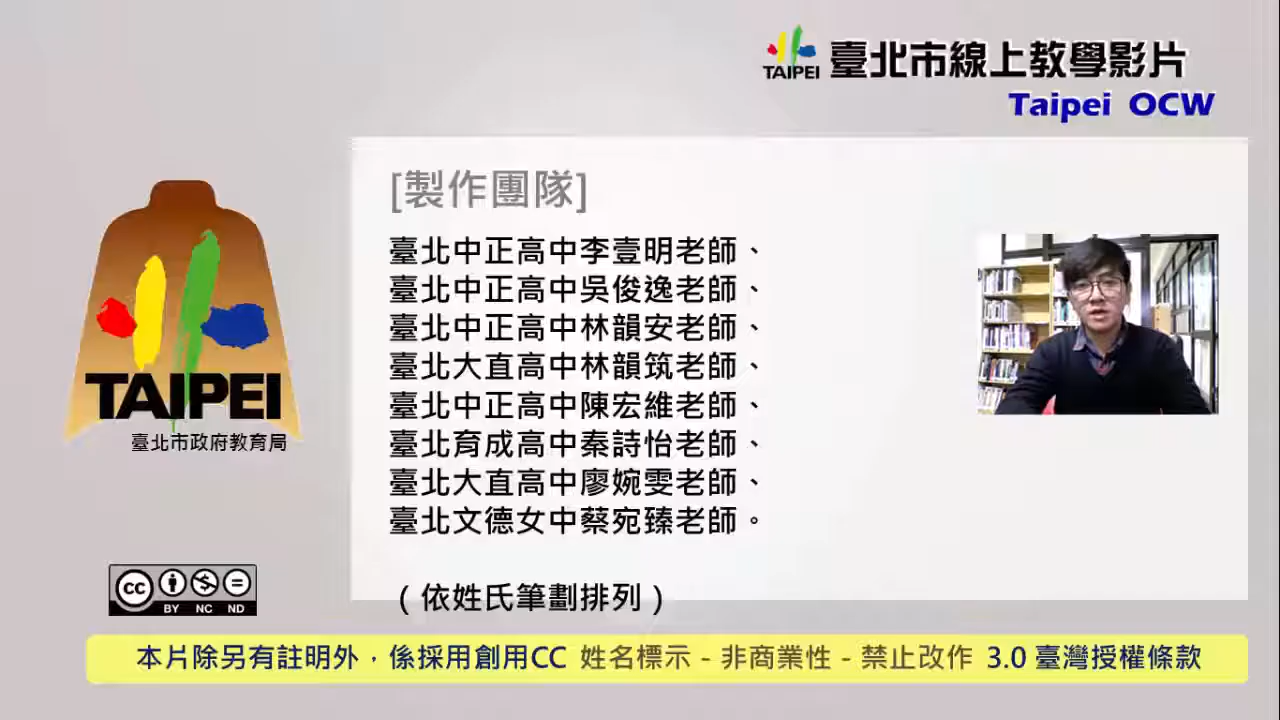 TAIPEI 臺北市線上教學影片
Taipei OCW
[製作團隊]
臺北中正高中李壹明老師、
臺北中正高中吳俊逸老師、
臺北中正高中林韻安老師、
臺北大直高中林韻筑老師、
臺北中正高中陳宏維老師、
臺北育成高中秦詩怡老師、
臺北大直高中廖婉雯老師、
臺北文德女中蔡宛臻老師。
(依姓氏筆劃排列)
TAIPEI
臺北市政府教育局
cc BY NC ND
本片除另有註明外，係採用創用CC 姓名標示－非商業性－禁止改作 3.0 臺灣授權條款